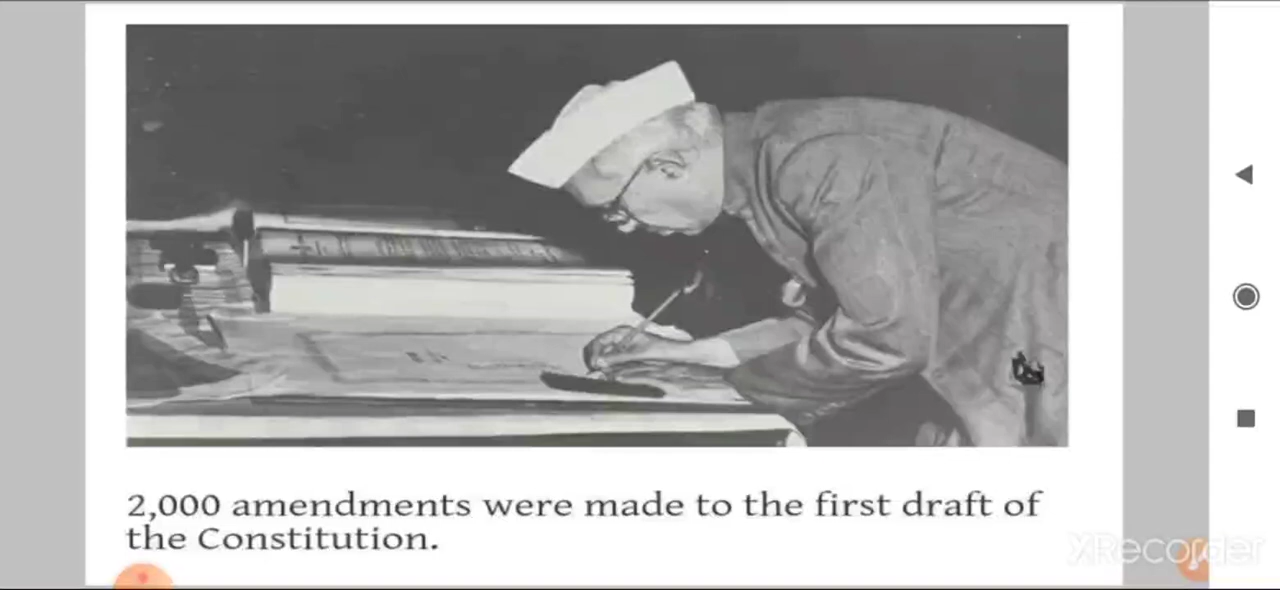 2,000 amendments were made to the first draft of
the Constitution.
XRecorder